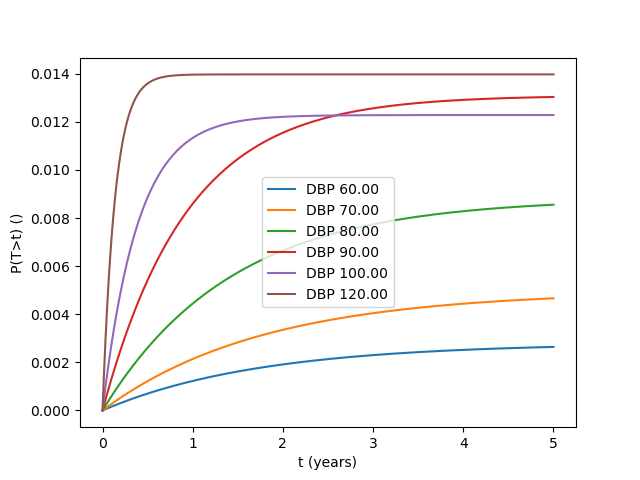 0.014
0.012
0.010
0.008
0.006
0.004
0.002
0.000
P(T>t) ()
DBP 60.00
DBP 70.00
DBP 80.00
DBP 90.00
DBP 100.00
DBP 120.00
0 1 2 3 4 5
t (years)